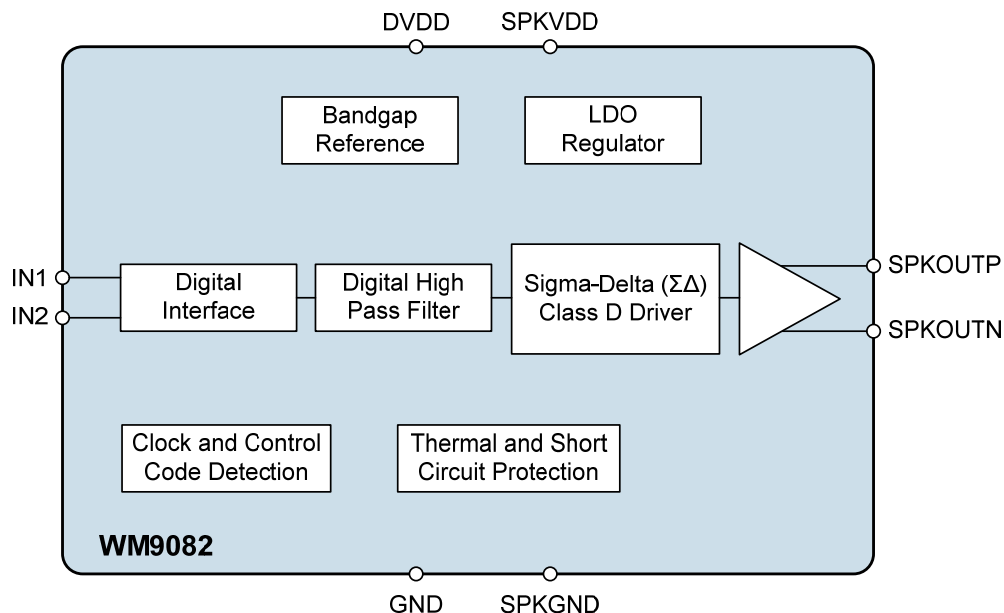 DVDD SPKVDD
Bandgap
Reference
LDO
Regulator
IN1
IN2
Digital
Interface
Digital High
Pass Filter
Sigma-Delta (ΣΔ)
Class D Driver
SPKOUTP
SPKOUTN
Clock and Control
Code Detection
Thermal and Short
Circuit Protection
WM9082
GND SPKGND